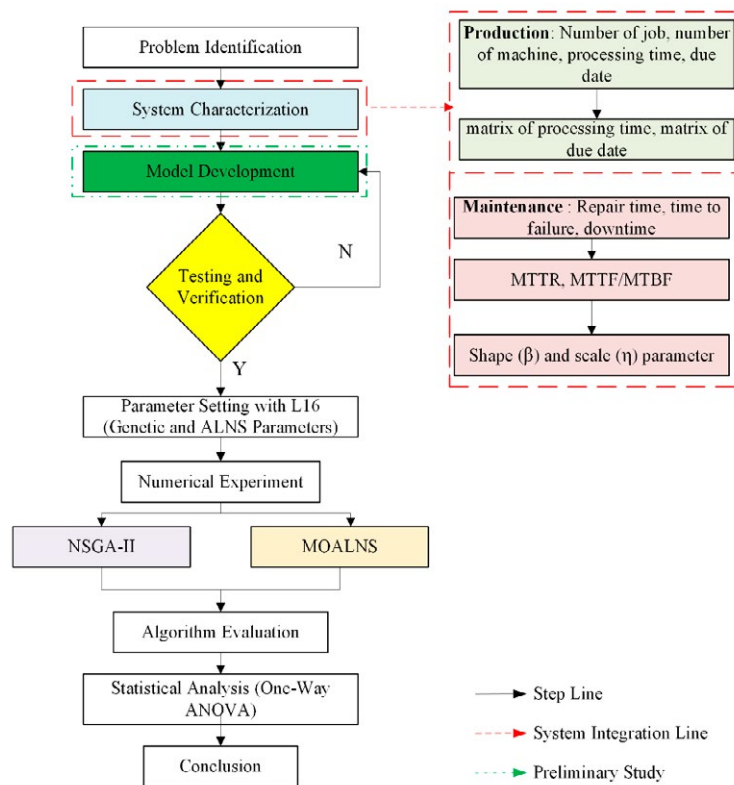 Problem Identification
System Characterization
Model Development
Testing and
Verification
N
Y
Parameter Setting with L16
(Genetic and ALNS Parameters)
Numerical Experiment
NSGA-II
MOALNS
Algorithm Evaluation
Statistical Analysis (One-Way
ANOVA)
Conclusion
Production: Number of job, number
of machine, processing time, due
date
matrix of processing time, matrix of
due date
Maintenance : Repair time, time to
failure, downtime
MTTR, MTTF/MTBF
Shape (β) and scale (η) parameter
Step Line
System Integration Line
Preliminary Study